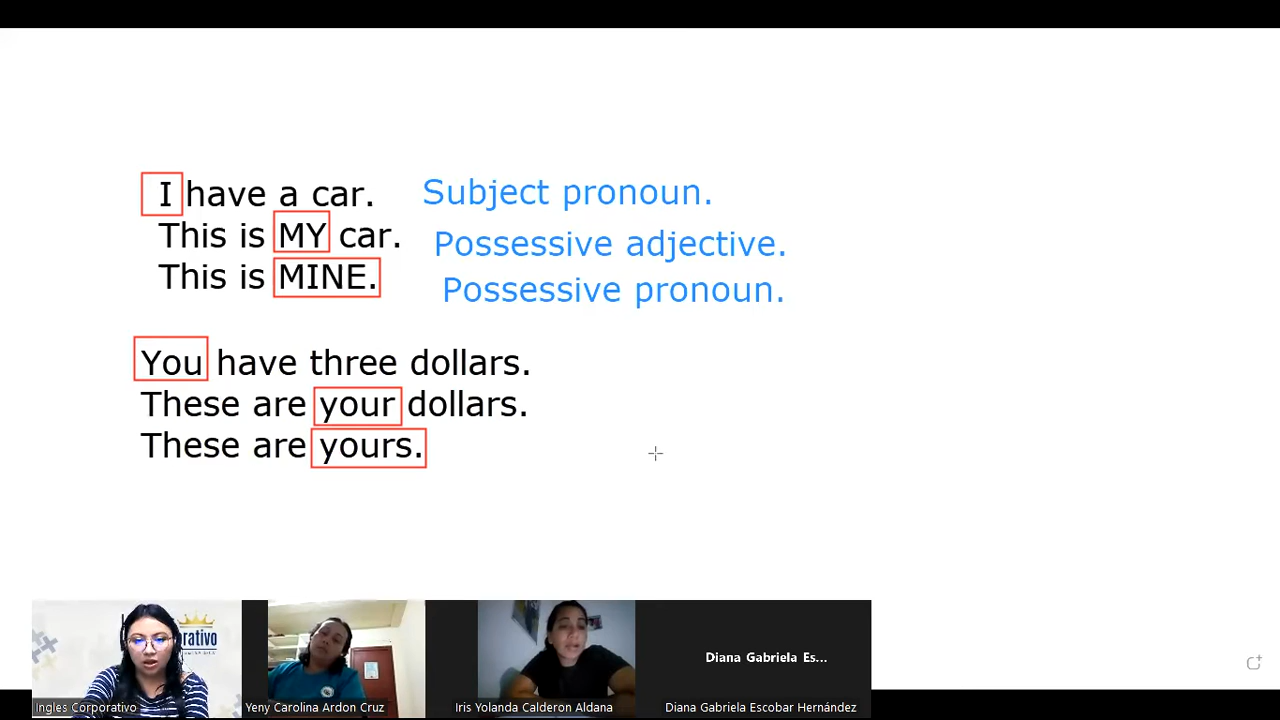 I have a car. Subject pronoun.
This is MY car. Possessive adjective.
This is MINE. Possessive pronoun.
You have three dollars.
These are your dollars.
These are yours.
Diana Gabriela Es...
Ingles Corporativo
Yeny Carolina Ardon Cruz
Iris Yolanda Calderon Aldana
Diana Gabriela Escobar Hernández